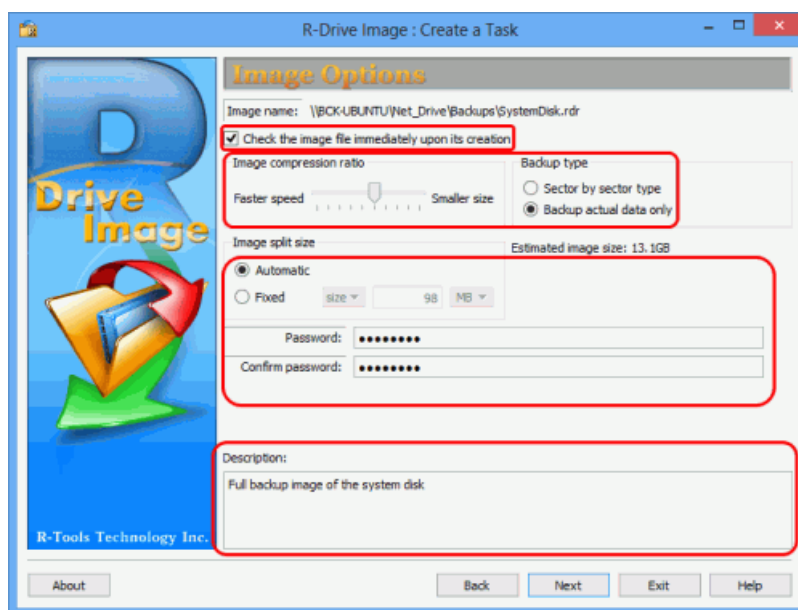 R-Drive Image : Create a Task
R
Drive
Image
R-Tools Technology Inc.
Image Options
Image name: \\BCK-UBUNTU\Net_Drive\Backups\SystemDisk.rdr
Check the image file immediately upon its creation
Image compression ratio
Faster speed Smaller size
Backup type
Sector by sector type
Backup actual data only
Image split size
Estimated image size: 13.1GB
Automatic
Fixed size 98 MB
Password: ••••••••
Confirm password: ••••••••
Description:
Full backup image of the system disk
About Back Next Exit Help